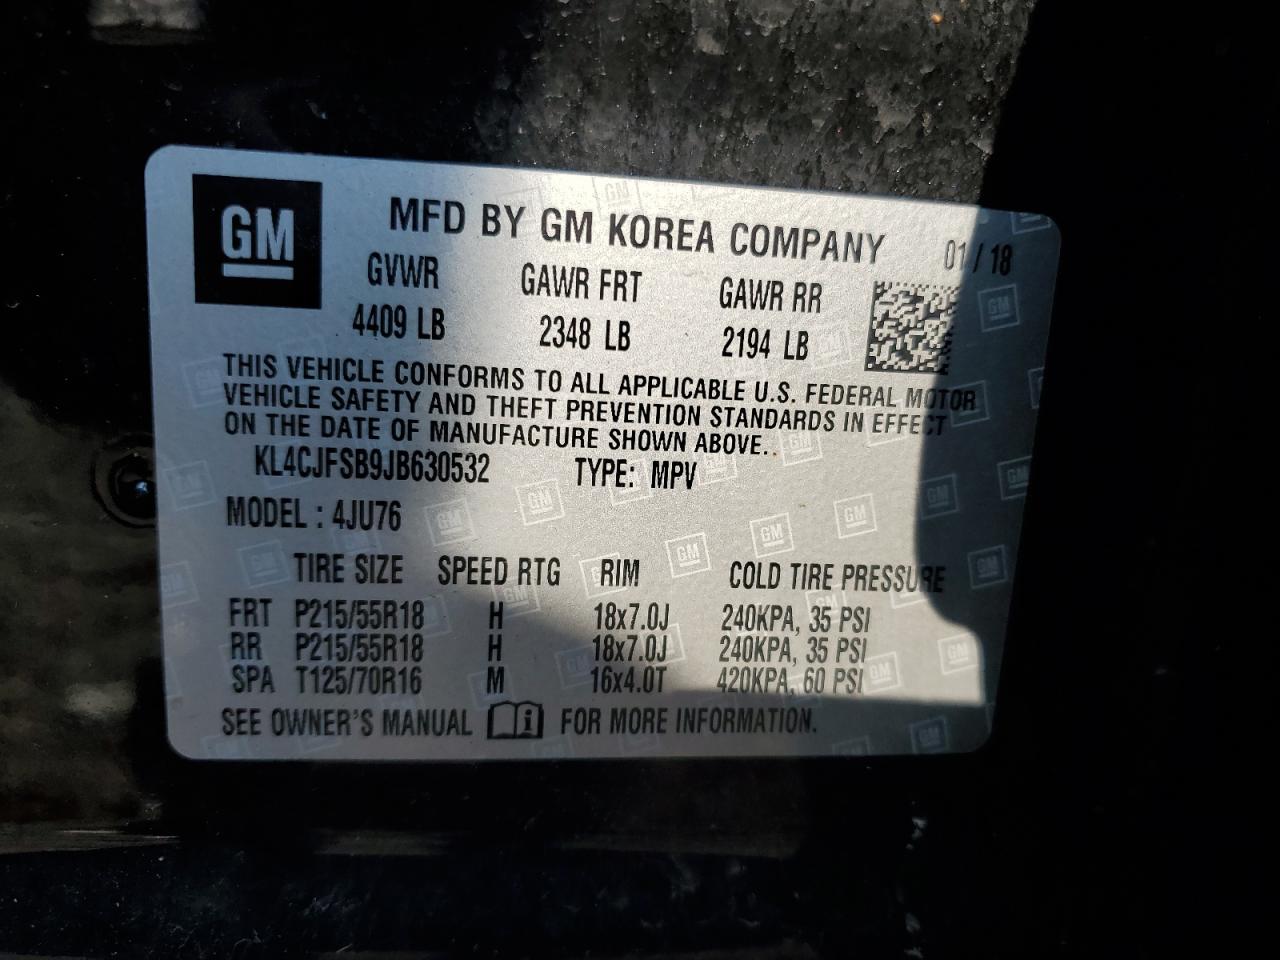 GM
MFD BY GM KOREA COMPANY 01/18
GVWR GAWR FRT GAWR RR
4409 LB 2348 LB 2194 LB
THIS VEHICLE CONFORMS TO ALL APPLICABLE U.S. FEDERAL MOTOR
VEHICLE SAFETY AND THEFT PREVENTION STANDARDS IN EFFECT
ON THE DATE OF MANUFACTURE SHOWN ABOVE.
KL4CJFSB9JB630532 TYPE: MPV
MODEL : 4JU76
TIRE SIZE SPEED RTG RIM COLD TIRE PRESSURE
FRT P215/55R18 H 18x7.0J 240KPA, 35 PSI
RR P215/55R18 H 18x7.0J 240KPA, 35 PSI
SPA T125/70R16 M 16x4.0T 420KPA, 60 PSI
SEE OWNER'S MANUAL i FOR MORE INFORMATION.